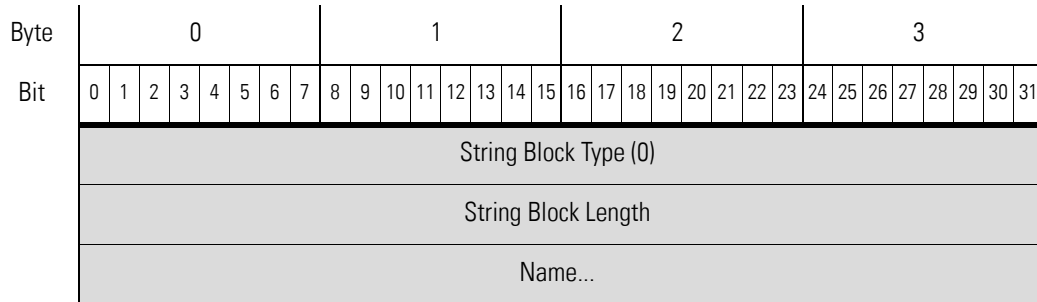 Byte 0 1 2 3
Bit 0 1 2 3 4 5 6 7 8 9 10 11 12 13 14 15 16 17 18 19 20 21 22 23 24 25 26 27 28 29 30 31
String Block Type (0)
String Block Length
Name...